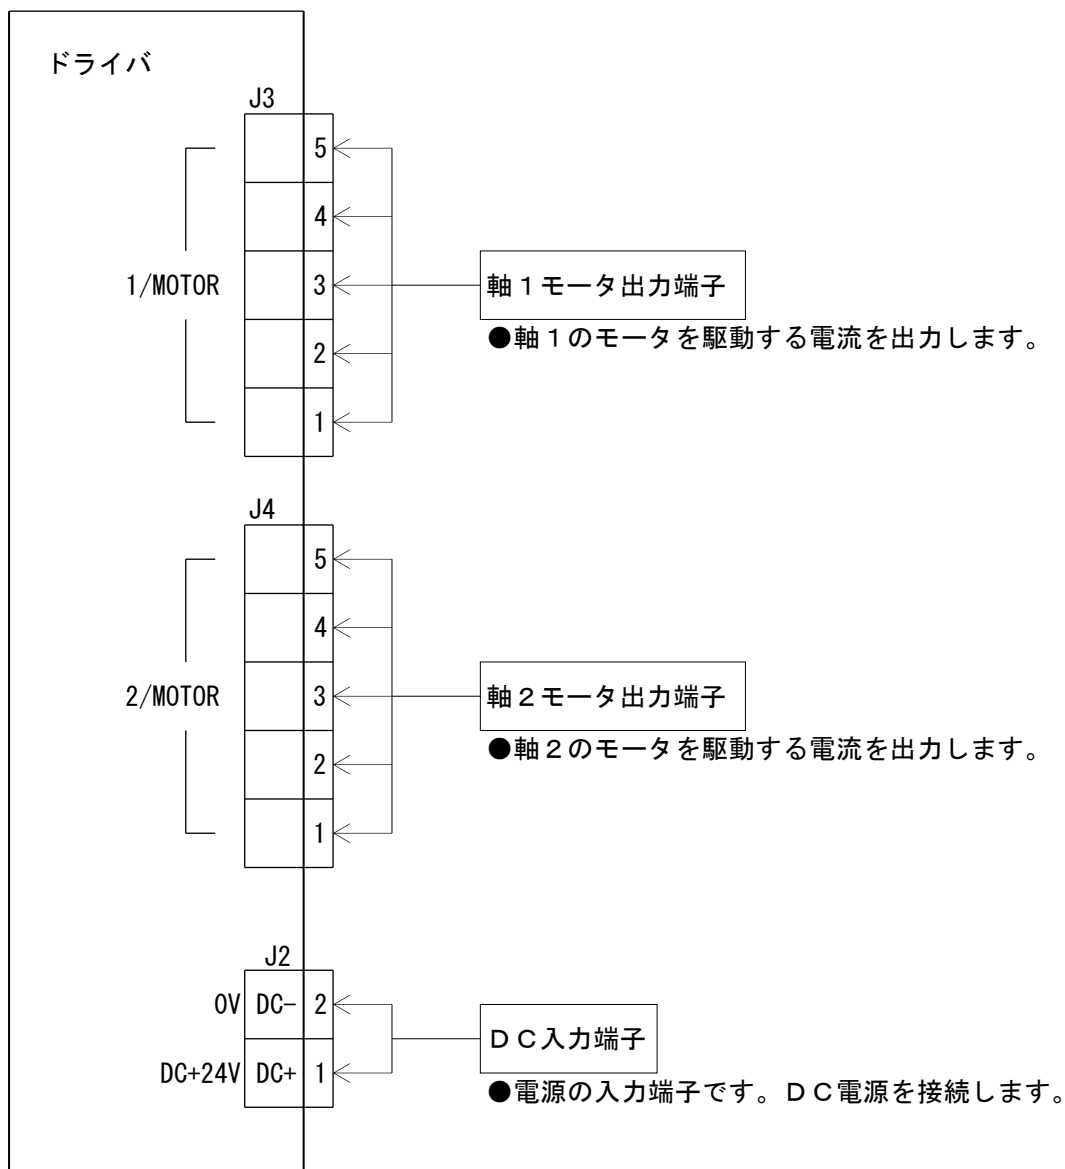 ドライバ
J3
5
4
1/MOTOR
3
軸1モータ出力端子
●軸1のモータを駆動する電流を出力します。
2
1
J4
5
4
2/MOTOR
3
軸2モータ出力端子
●軸2のモータを駆動する電流を出力します。
2
1
J2
0V DC- 2
DC入力端子
DC+24V DC+ 1
●電源の入力端子です。DC電源を接続します。